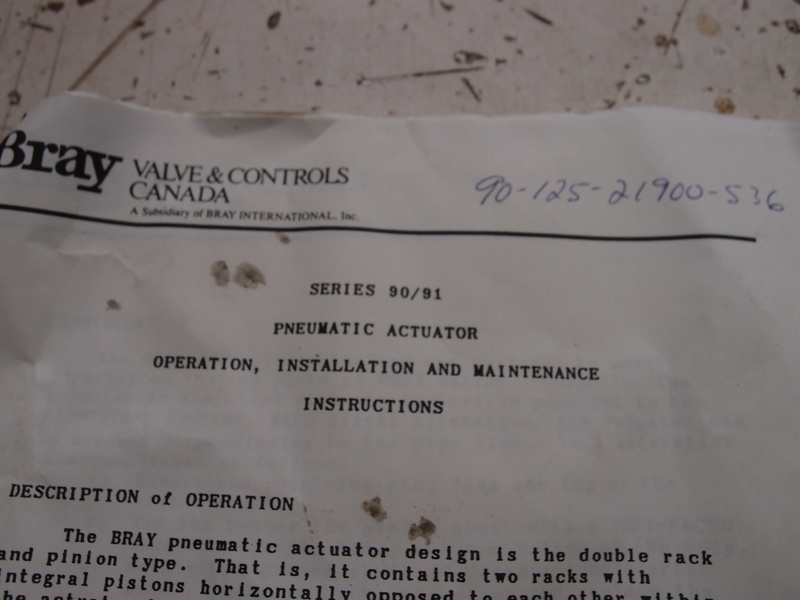 Bray VALVE & CONTROLS
CANADA
A Subsidiary of BRAY INTERNATIONAL, Inc.
90-125-21900-536
SERIES 90/91
PNEUMATIC ACTUATOR
OPERATION, INSTALLATION AND MAINTENANCE
INSTRUCTIONS
DESCRIPTION of OPERATION
The BRAY pneumatic actuator design is the double rack
and pinion type. That is, it contains two racks with
integral pistons horizontally opposed to each other within